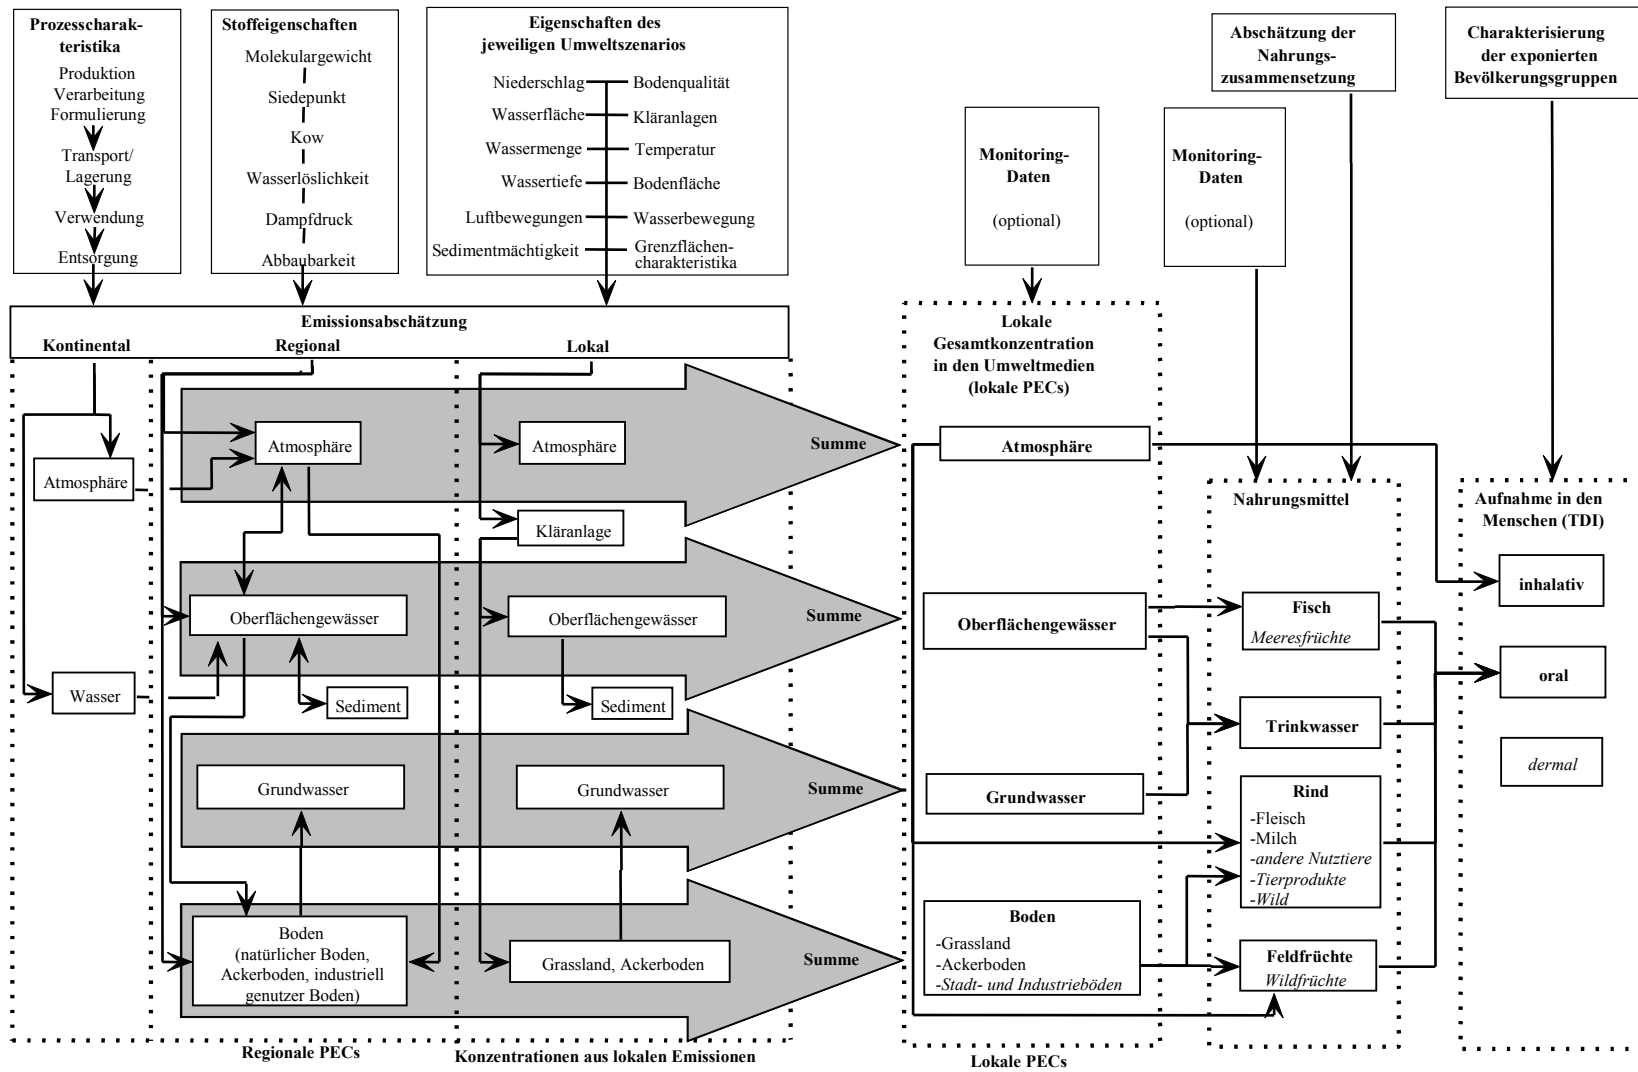 Prozesscharak-
teristika
Produktion
Verarbeitung
Formulierung
Transport/
Lagerung
Verwendung
Entsorgung
Stoffeigenschaften
Molekulargewicht
Siedepunkt
Kow
Wasserlöslichkeit
Dampfdruck
Abbaubarkeit
Eigenschaften des
jeweiligen Umweltszenarios
Niederschlag
Bodenqualität
Wasserfläche
Kläranlagen
Wassermenge
Temperatur
Wassertiefe
Bodenfläche
Luftbewegungen
Wasserbewegung
Sedimentmächtigkeit
Grenzflächen-
charakteristika
Monitoring-
Daten
(optional)
Monitoring-
Daten
(optional)
Abschätzung der
Nahrungs-
zusammensetzung
Charakterisierung
der exponierten
Bevölkerungsgruppen
Emissionsabschätzung
Kontinental
Regional
Lokal
Atmosphäre
Wasser
Atmosphäre
Oberflächengewässer
Sediment
Grundwasser
Boden
(natürlicher Boden,
Ackerboden, industriell
genutzer Boden)
Atmosphäre
Kläranlage
Oberflächengewässer
Sediment
Grundwasser
Grassland, Ackerboden
Summe
Summe
Summe
Summe
Regionale PECs
Konzentrationen aus lokalen Emissionen
Lokale
Gesamtkonzentration
in den Umweltmedien
(lokale PECs)
Atmosphäre
Oberflächengewässer
Grundwasser
Boden
-Grassland
-Ackerboden
-Stadt- und Industrieböden
Lokale PECs
Nahrungsmittel
Fisch
Meeresfrüchte
Trinkwasser
Rind
-Fleisch
-Milch
-andere Nutztiere
-Tierprodukte
-Wild
Feldfrüchte
Wildfrüchte
Aufnahme in den
Menschen (TDI)
inhalativ
oral
dermal